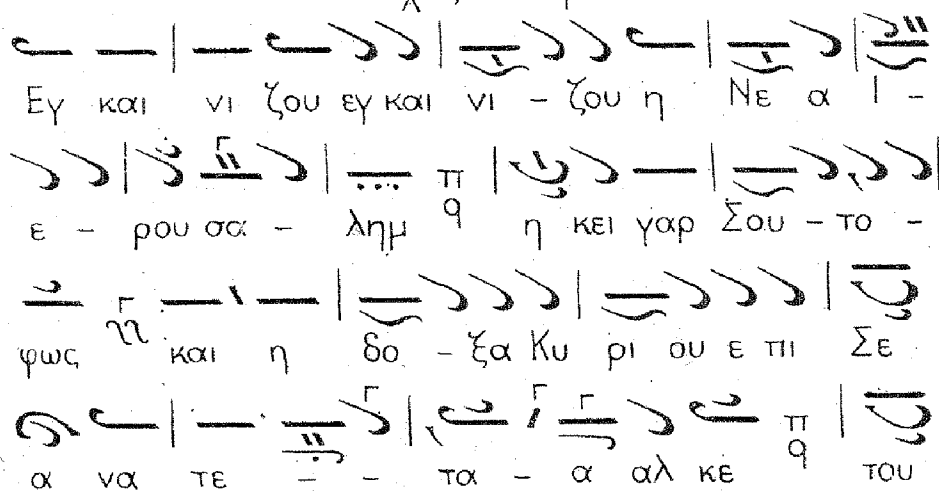 Εγ και νι ζου εγ και νι - ζου η Νε α Ι -
ε - ρου σα - λημ η κει γαρ Σου - το -
φως και η δο - ξα Κυ ρι ου ε πι Σε
α να τε - - τα - α αλ κε του